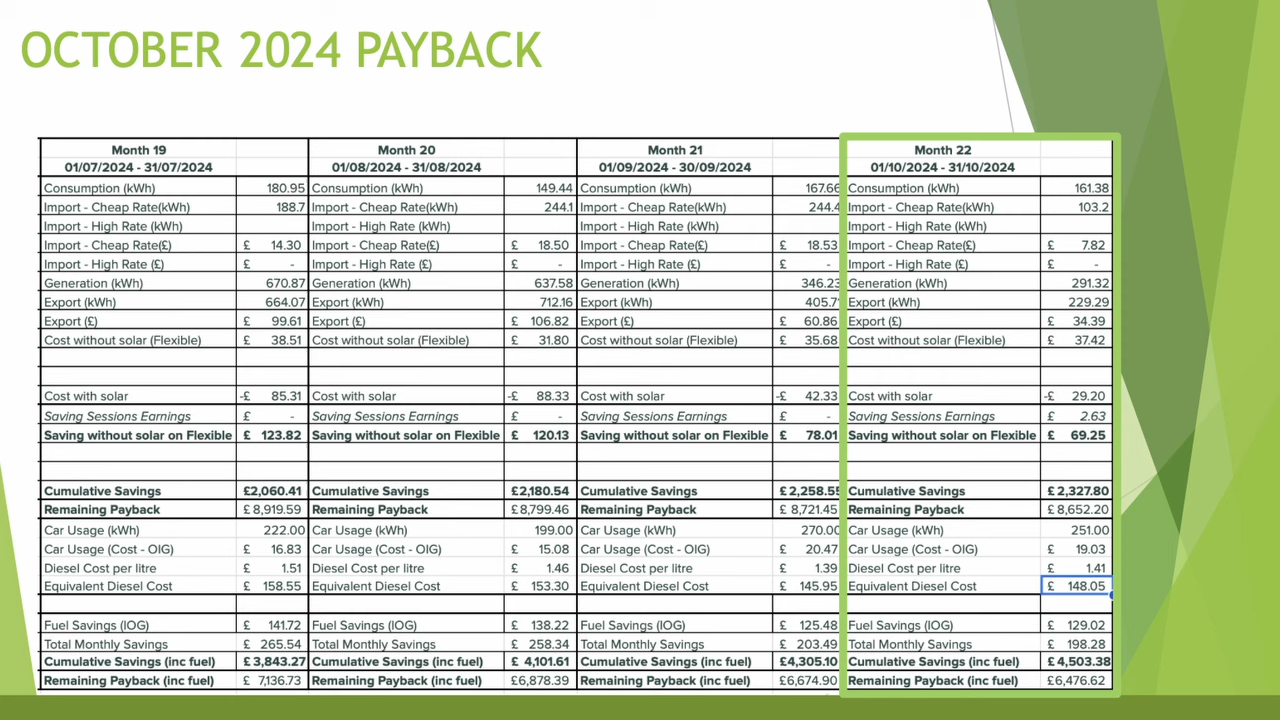 OCTOBER 2024 PAYBACK
Month 19 Month 20 Month 21 Month 22
01/07/2024 - 31/07/2024 01/08/2024 - 31/08/2024 01/09/2024 - 30/09/2024 01/10/2024 - 31/10/2024
Consumption (kWh) 180.95 Consumption (kWh) 149.44 Consumption (kWh) 167.66 Consumption (kWh) 161.38
Import - Cheap Rate(kWh) 188.7 Import - Cheap Rate(kWh) 244.1 Import - Cheap Rate(kWh) 244.4 Import - Cheap Rate(kWh) 103.2
Import - High Rate (kWh) Import - High Rate (kWh) Import - High Rate (kWh) Import - High Rate (kWh)
Import - Cheap Rate(£) £ 14.30 Import - Cheap Rate(£) £ 18.50 Import - Cheap Rate(£) £ 18.53 Import - Cheap Rate(£) £ 7.82
Import - High Rate (£) £ - Import - High Rate (£) £ - Import - High Rate (£) £ - Import - High Rate (£) £ -
Generation (kWh) 670.87 Generation (kWh) 637.58 Generation (kWh) 346.23 Generation (kWh) 291.32
Export (kWh) 664.07 Export (kWh) 712.16 Export (kWh) 405.7 Export (kWh) 229.29
Export (£) £ 99.61 Export (£) £ 106.82 Export (£) £ 60.86 Export (£) £ 34.39
Cost without solar (Flexible) £ 38.51 Cost without solar (Flexible) £ 31.80 Cost without solar (Flexible) £ 35.68 Cost without solar (Flexible) £ 37.42
Cost with solar -£ 85.31 Cost with solar -£ 88.33 Cost with solar -£ 42.33 Cost with solar -£ 29.20
Saving Sessions Earnings £ - Saving Sessions Earnings £ - Saving Sessions Earnings £ - Saving Sessions Earnings £ 2.63
Saving without solar on Flexible £ 123.82 Saving without solar on Flexible £ 120.13 Saving without solar on Flexible £ 78.01 Saving without solar on Flexible £ 69.25
Cumulative Savings £2,060.41 Cumulative Savings £2,180.54 Cumulative Savings £2,258.55 Cumulative Savings £2,327.80
Remaining Payback £8,919.59 Remaining Payback £8,799.46 Remaining Payback £8,721.45 Remaining Payback £8,652.20
Car Usage (kWh) 222.00 Car Usage (kWh) 199.00 Car Usage (kWh) 270.00 Car Usage (kWh) 251.00
Car Usage (Cost - OIG) £ 16.83 Car Usage (Cost - OIG) £ 15.08 Car Usage (Cost - OIG) £ 20.47 Car Usage (Cost - OIG) £ 19.03
Diesel Cost per litre £ 1.51 Diesel Cost per litre £ 1.46 Diesel Cost per litre £ 1.39 Diesel Cost per litre £ 1.41
Equivalent Diesel Cost £ 158.55 Equivalent Diesel Cost £ 153.30 Equivalent Diesel Cost £ 145.95 Equivalent Diesel Cost £ 148.05
Fuel Savings (IOG) £ 141.72 Fuel Savings (IOG) £ 138.22 Fuel Savings (IOG) £ 125.48 Fuel Savings (IOG) £ 129.02
Total Monthly Savings £ 265.54 Total Monthly Savings £ 258.34 Total Monthly Savings £ 203.49 Total Monthly Savings £ 198.28
Cumulative Savings (inc fuel) £3,843.27 Cumulative Savings (inc fuel) £ 4,101.61 Cumulative Savings (inc fuel) £4,305.10 Cumulative Savings (inc fuel) £4,503.38
Remaining Payback (inc fuel) £ 7,136.73 Remaining Payback (inc fuel) £6,878.39 Remaining Payback (inc fuel) £6,674.90 Remaining Payback (inc fuel) £6,476.62